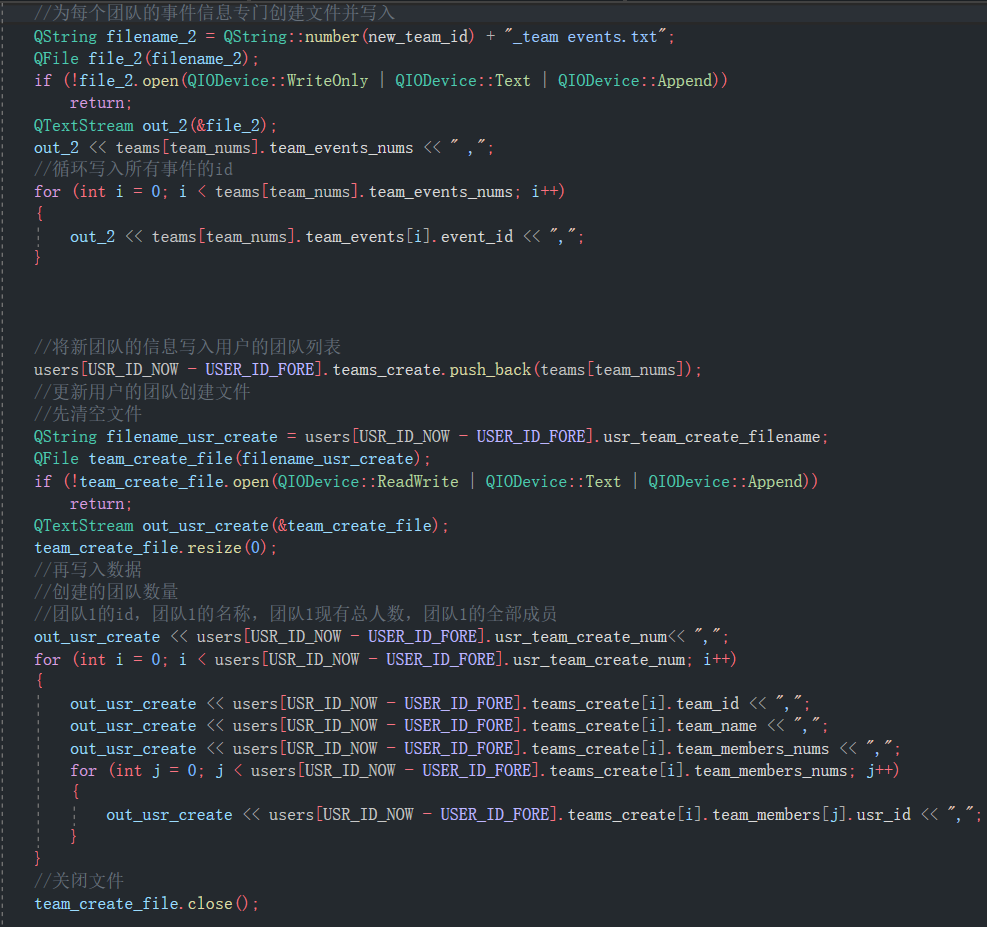 //为每个团队的事件信息专门创建文件并写入
QString filename_2 = QString::number(new_team_id) + "_team events.txt";
QFile file_2(filename_2);
if (!file_2.open(QIODevice::WriteOnly | QIODevice::Text | QIODevice::Append))
return;
QTextStream out_2(&file_2);
out_2 << teams[team_nums].team_events_nums << " ,";
//循环写入所有事件的id
for (int i = 0; i < teams[team_nums].team_events_nums; i++)
{
out_2 << teams[team_nums].team_events[i].event_id << ",";
}
//将新团队的信息写入用户的团队列表
users[USR_ID_NOW - USER_ID_FORE].teams_create.push_back(teams[team_nums]);
//更新用户的团队创建文件
//先清空文件
QString filename_usr_create = users[USR_ID_NOW - USER_ID_FORE].usr_team_create_filename;
QFile team_create_file(filename_usr_create);
if (!team_create_file.open(QIODevice::ReadWrite | QIODevice::Text | QIODevice::Append))
return;
QTextStream out_usr_create(&team_create_file);
team_create_file.resize(0);
//再写入数据
//创建的团队数量
//团队1的id，团队1的名称，团队1现有总人数，团队1的全部成员
out_usr_create << users[USR_ID_NOW - USER_ID_FORE].usr_team_create_num<< ",";
for (int i = 0; i < users[USR_ID_NOW - USER_ID_FORE].usr_team_create_num; i++)
{
out_usr_create << users[USR_ID_NOW - USER_ID_FORE].teams_create[i].team_id << ",";
out_usr_create << users[USR_ID_NOW - USER_ID_FORE].teams_create[i].team_name << ",";
out_usr_create << users[USR_ID_NOW - USER_ID_FORE].teams_create[i].team_members_nums << ",";
for (int j = 0; j < users[USR_ID_NOW - USER_ID_FORE].teams_create[i].team_members_nums; j++)
{
out_usr_create << users[USR_ID_NOW - USER_ID_FORE].teams_create[i].team_members[j].usr_id << ",";
}
}
//关闭文件
team_create_file.close();